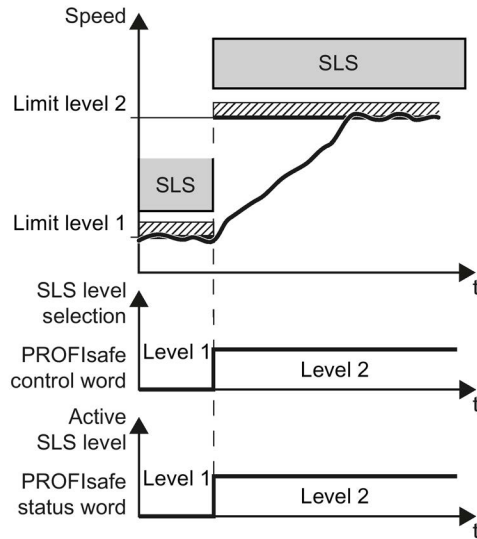 Speed
SLS
Limit level 2
SLS
Limit level 1
t
SLS level
selection
PROFIsafe
control word
Level 1
Level 2
t
Active
SLS level
PROFIsafe
status word
Level 1
Level 2
t